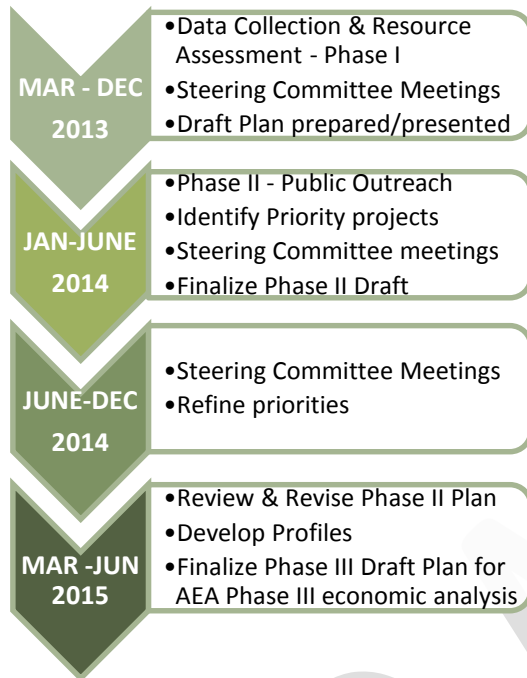 MAR - DEC
2013
•Data Collection & Resource
Assessment - Phase I
•Steering Committee Meetings
•Draft Plan prepared/presented
JAN-JUNE
2014
•Phase II - Public Outreach
•Identify Priority projects
•Steering Committee meetings
•Finalize Phase II Draft
JUNE-DEC
2014
•Steering Committee Meetings
•Refine priorities
MAR -JUN
2015
•Review & Revise Phase II Plan
•Develop Profiles
•Finalize Phase III Draft Plan for
AEA Phase III economic analysis